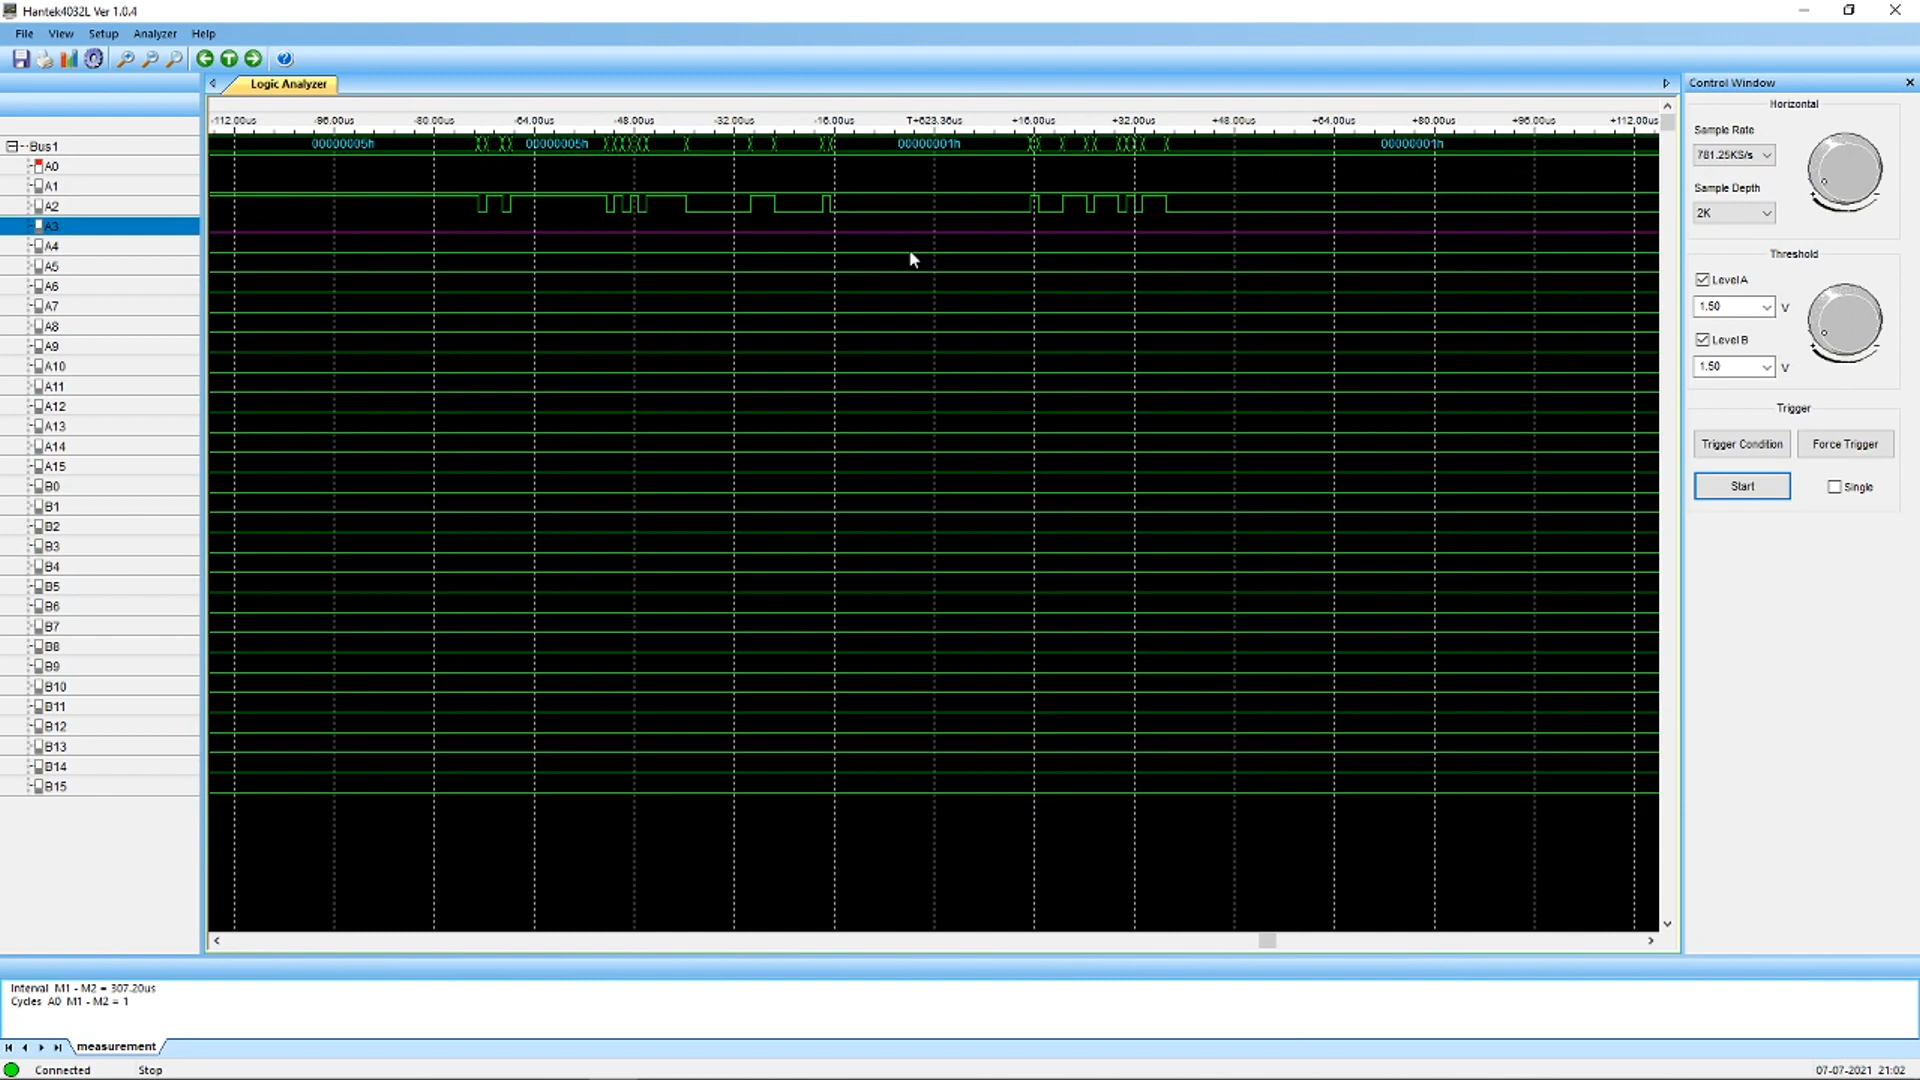 Hantek4032L Ver 1.0.4
File View Setup Analyzer Help
Logic Analyzer
Control Window
-112.00us -96.00us -80.00us -64.00us -48.00us -32.00us -16.00us T+623.36us +16.00us +32.00us +48.00us +64.00us +80.00us +96.00us +112.00us
Bus1 00000005h 00000005h 00000001h 00000001h
A0
A1
A2
A3
A4
A5
A6
A7
A8
A9
A10
A11
A12
A13
A14
A15
B0
B1
B2
B3
B4
B5
B6
B7
B8
B9
B10
B11
B12
B13
B14
B15
Horizontal
Sample Rate
781.25KS/s
Sample Depth
2K
Threshold
Level A
1.50 V
Level B
1.50 V
Trigger
Trigger Condition Force Trigger
Start Single
Interval M1 - M2 = 307.20us
Cycles A0 M1 - M2 = 1
measurement
Connected Stop 07-07-2021 21:02